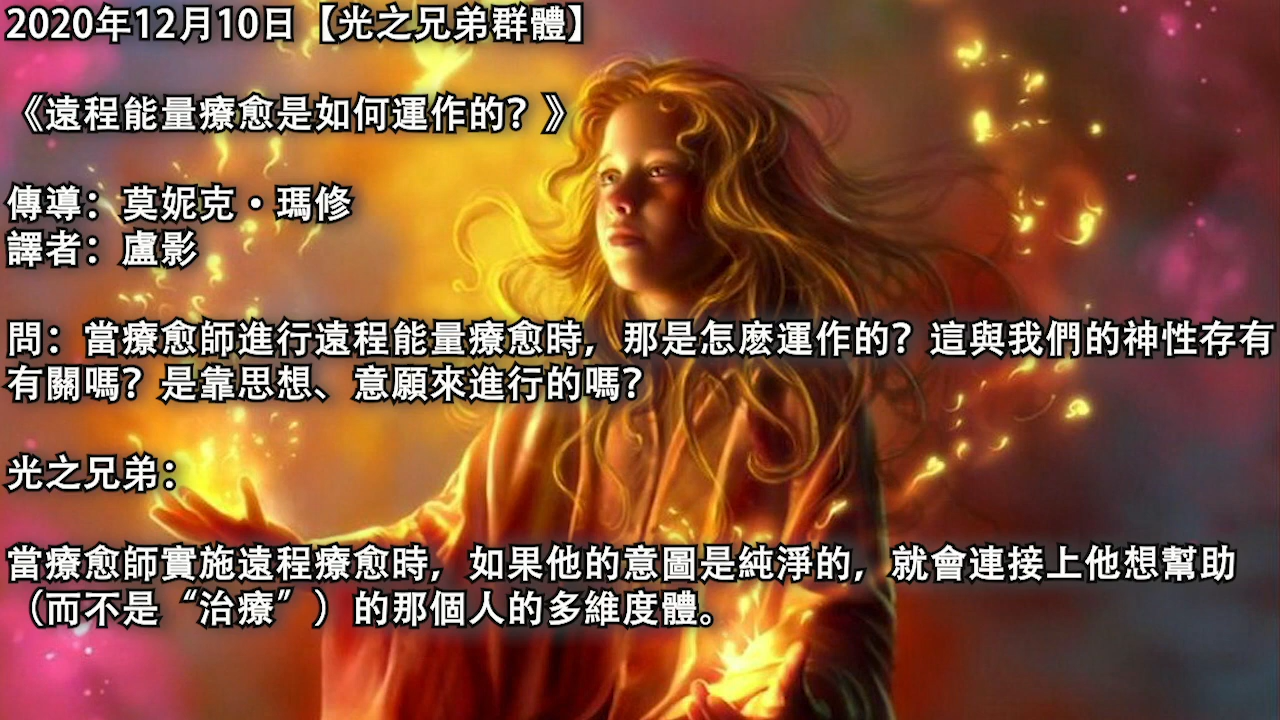 2020年12月10日【光之兄弟群體】
《遠程能量療愈是如何運作的？》
傳導：莫妮克・瑪修
譯者：盧影
問：當療愈師進行遠程能量療愈時，那是怎麽運作的？這與我們的神性存有
有關嗎？是靠思想、意願來進行的嗎？
光之兄弟：
當療愈師實施遠程療愈時，如果他的意圖是純淨的，就會連接上他想幫助
（而不是“治療”）的那個人的多維度體。